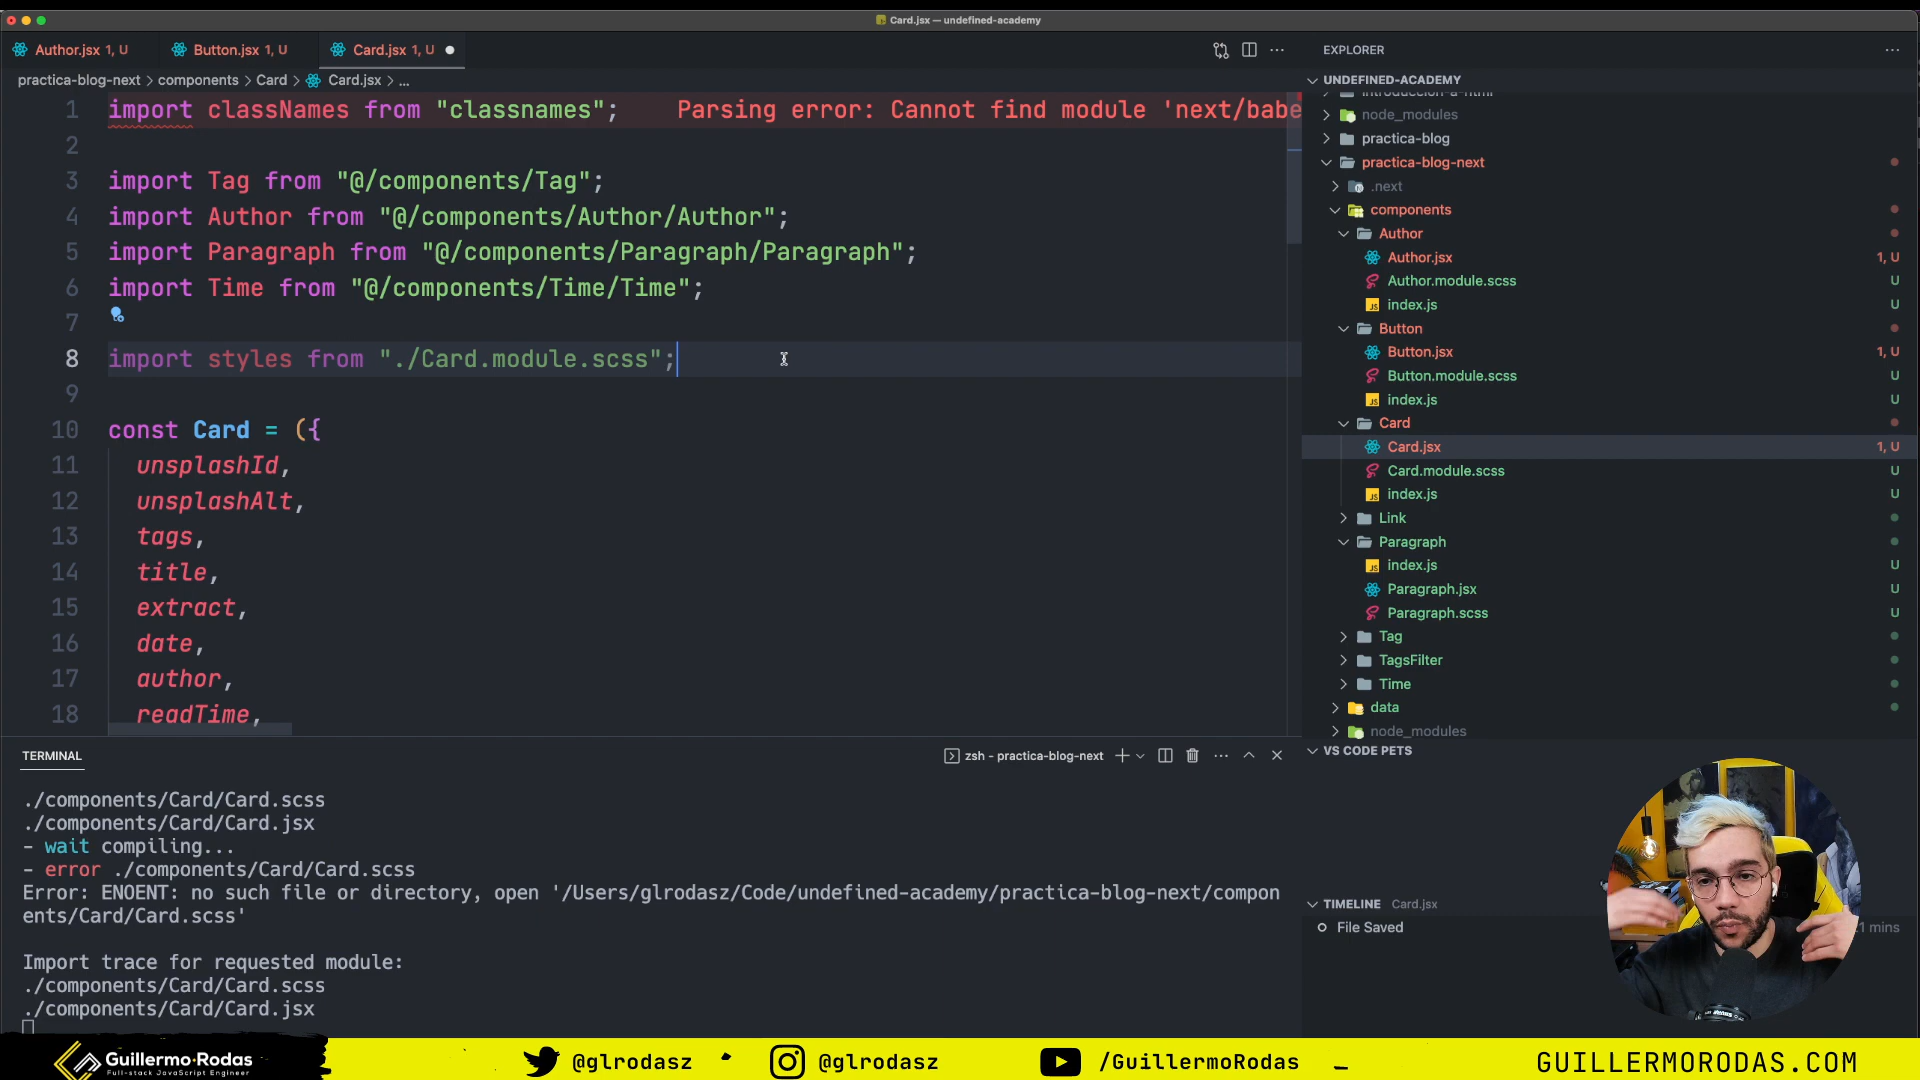 Card.jsx — undefined-academy
Author.jsx 1, U
Button.jsx 1, U
Card.jsx 1, U
practica-blog-next > components > Card > Card.jsx > ...
1 import classNames from "classnames"; Parsing error: Cannot find module 'next/babe
2
3 import Tag from "@/components/Tag";
4 import Author from "@/components/Author/Author";
5 import Paragraph from "@/components/Paragraph/Paragraph";
6 import Time from "@/components/Time/Time";
7
8 import styles from "./Card.module.scss";
9
10 const Card = ({
11 unsplashId,
12 unsplashAlt,
13 tags,
14 title,
15 extract,
16 date,
17 author,
18 readTime,
TERMINAL
zsh - practica-blog-next
./components/Card/Card.scss
./components/Card/Card.jsx
- wait compiling...
- error ./components/Card/Card.scss
Error: ENOENT: no such file or directory, open '/Users/glrodasz/Code/undefined-academy/practica-blog-next/compon
ents/Card/Card.scss'
Import trace for requested module:
./components/Card/Card.scss
./components/Card/Card.jsx
EXPLORER
UNDEFINED-ACADEMY
introduccion-a-html
node_modules
practica-blog
practica-blog-next
.next
components
Author
Author.jsx 1, U
Author.module.scss U
index.js U
Button
Button.jsx 1, U
Button.module.scss U
index.js U
Card
Card.jsx 1, U
Card.module.scss U
index.js U
Link
Paragraph
index.js U
Paragraph.jsx U
Paragraph.scss U
Tag
TagsFilter
Time
data
node_modules
VS CODE PETS
TIMELINE Card.jsx
File Saved
mins
Guillermo·Rodas
Full-stack JavaScript Engineer
@glrodasz
@glrodasz
/GuillermoRodas
GUILLERMORODAS.COM